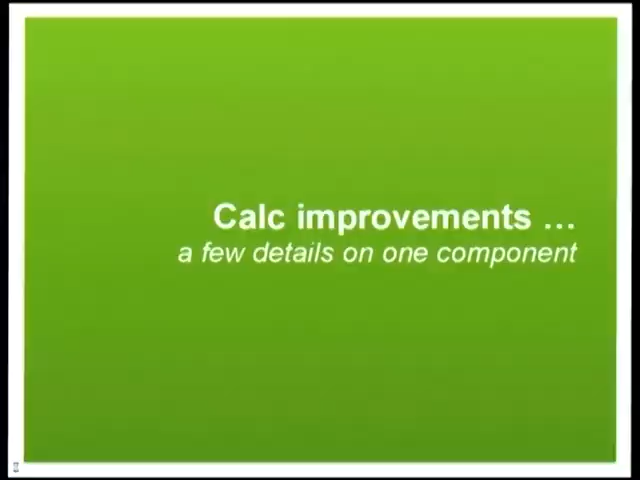 Calc improvements ...
a few details on one component